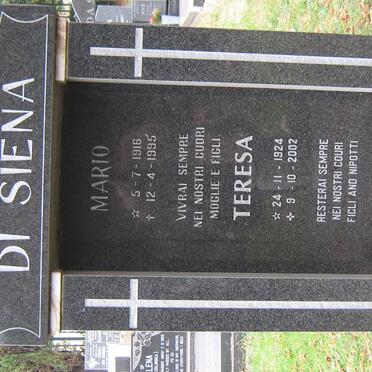 DI SIENA
MARIO
☆ 5-7-1916
✝ 12-4-1995
VIVRAI SEMPRE
NEI NOSTRI CUORI
MOGLIE E FIGLI.
TERESA
☆ 24-11-1924
✝ 9-10-2002
RESTERAI SEMPRE
NEI NOSTRI COURI
FIGLI AND NIPOTTI
LENA